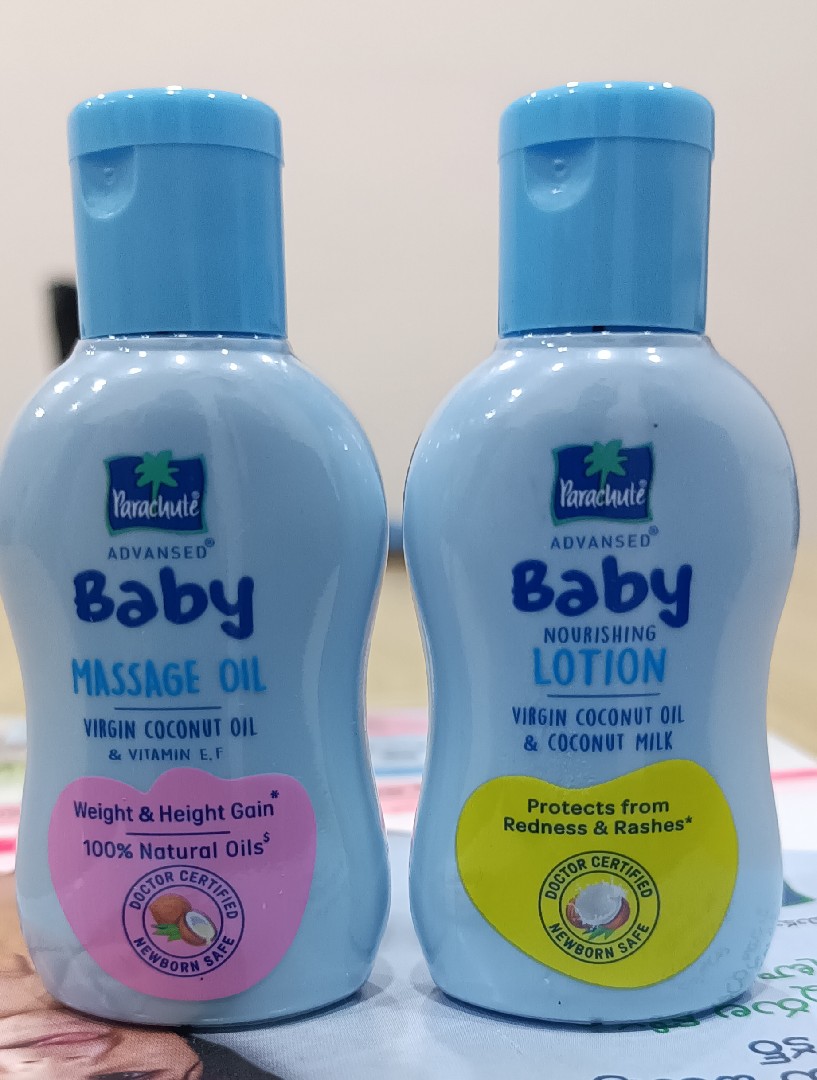 Parachute®
ADVANSED®
Baby
MASSAGE OIL
VIRGIN COCONUT OIL
& VITAMIN E, F
Weight & Height Gain*
100% Natural Oils$
DOCTOR CERTIFIED
NEWBORN SAFE
Parachute®
ADVANSED®
Baby
NOURISHING
LOTION
VIRGIN COCONUT OIL
& COCONUT MILK
Protects from
Redness & Rashes*
DOCTOR CERTIFIED
NEWBORN SAFE